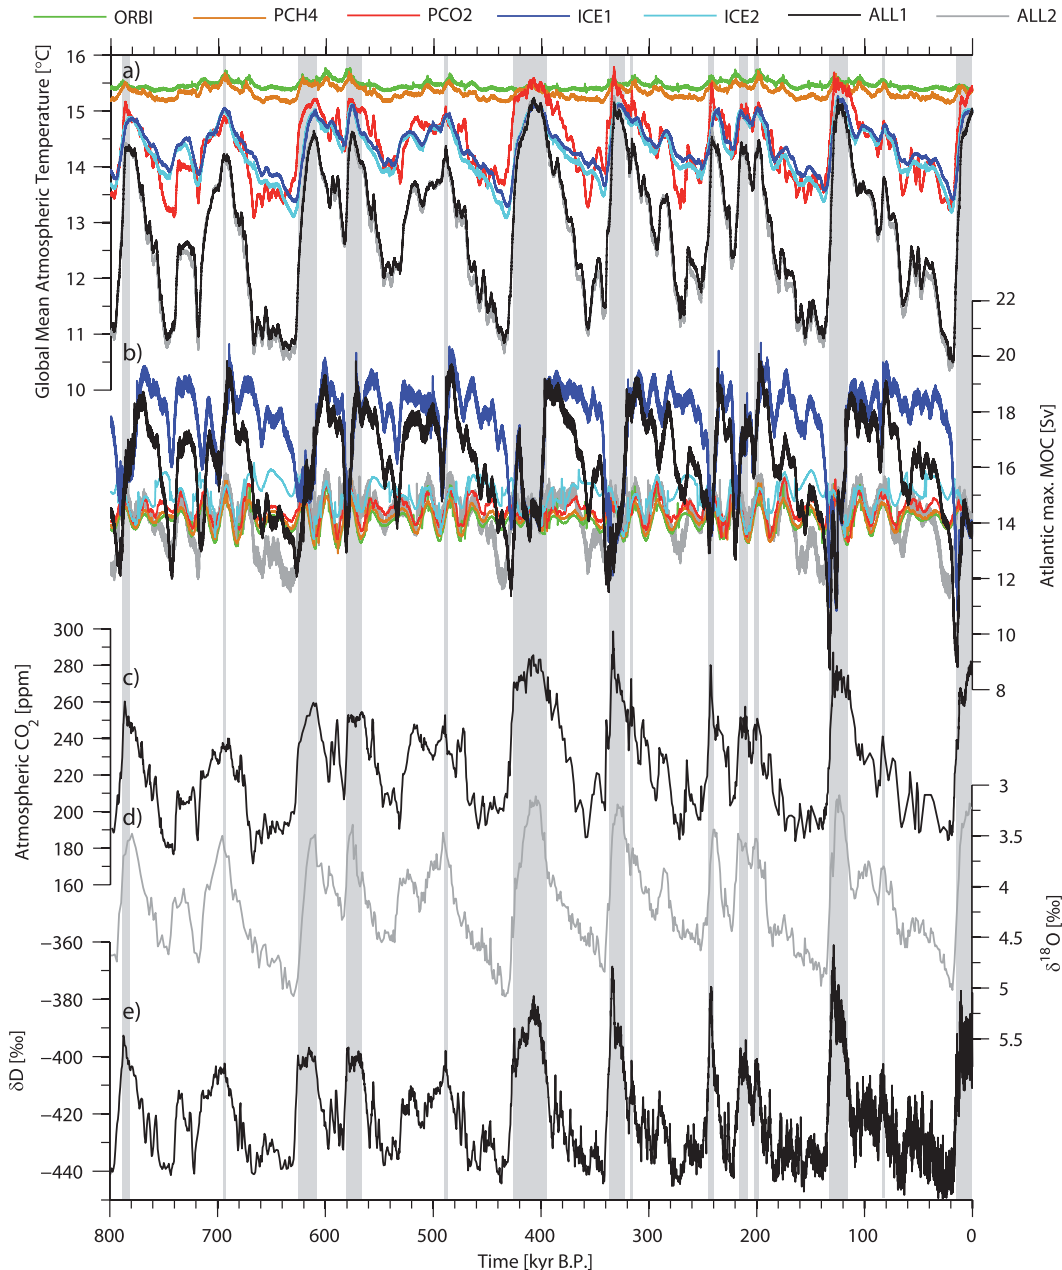 ORBI PCH4 PCO2 ICE1 ICE2 ALL1 ALL2
a)
Global Mean Atmospheric Temperature [°C]
16
15
14
13
12
11
10
b)
Atlantic max. MOC [Sv]
22
20
18
16
14
12
10
8
c)
Atmospheric CO2 [ppm]
300
280
260
240
220
200
180
160
d)
δ18O [‰]
3
3.5
4
4.5
5
5.5
e)
δD [‰]
−360
−380
−400
−420
−440
800 700 600 500 400 300 200 100 0
Time [kyr B.P.]